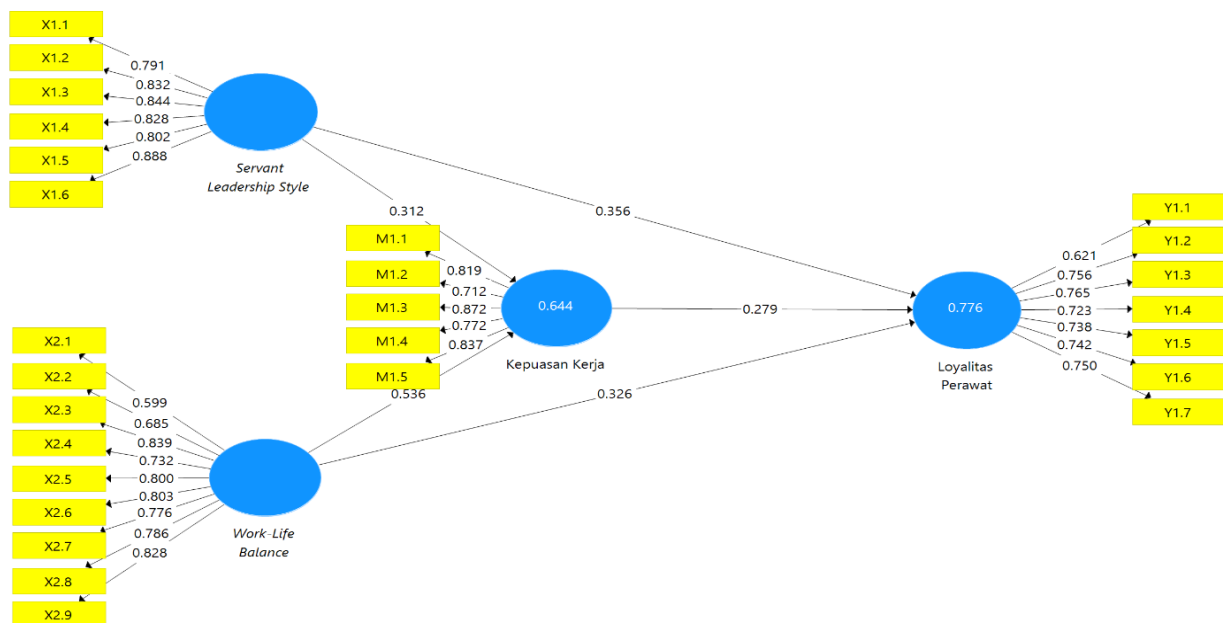 X1.1
X1.2
X1.3
X1.4
X1.5
X1.6
0.791
0.832
0.844
0.828
0.802
0.888
Servant
Leadership Style
0.312
0.356
M1.1
M1.2
M1.3
M1.4
M1.5
0.819
0.712
0.872
0.772
0.837
0.644
Kepuasan Kerja
0.279
0.536
0.326
X2.1
X2.2
X2.3
X2.4
X2.5
X2.6
X2.7
X2.8
X2.9
0.599
0.685
0.839
0.732
0.800
0.803
0.776
0.786
0.828
Work-Life
Balance
0.776
Loyalitas
Perawat
0.621
0.756
0.765
0.723
0.738
0.742
0.750
Y1.1
Y1.2
Y1.3
Y1.4
Y1.5
Y1.6
Y1.7